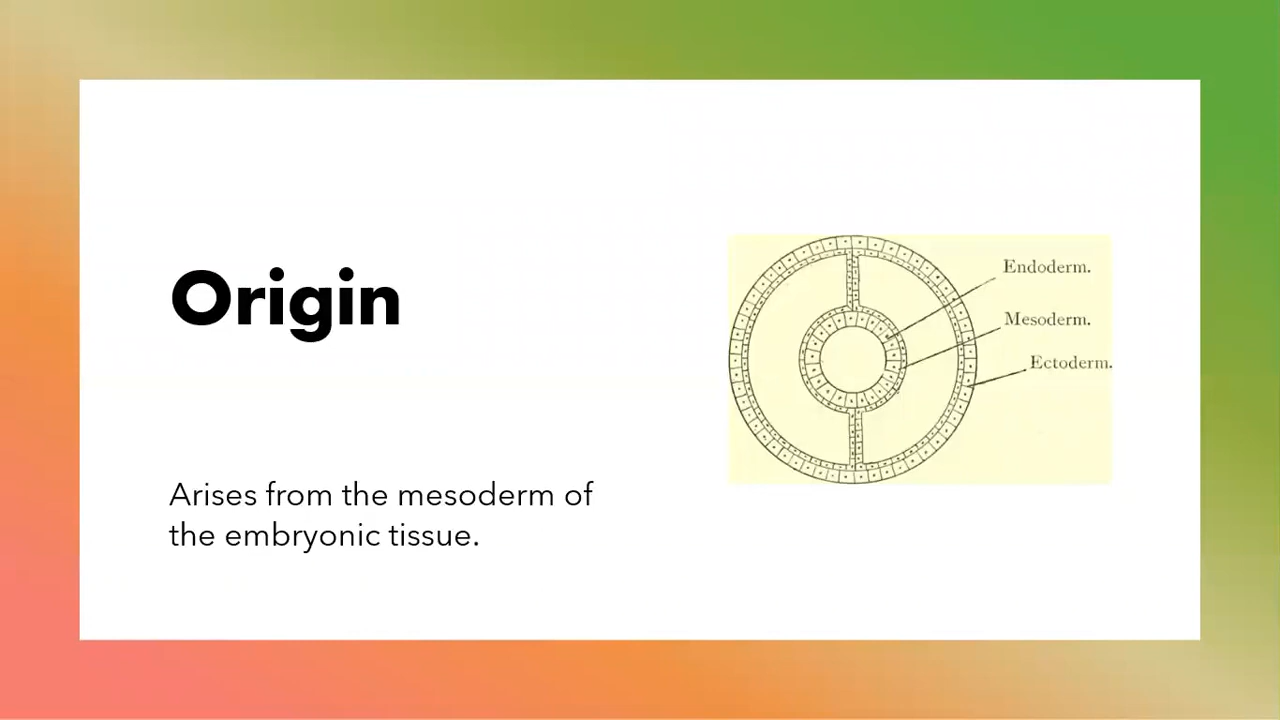 Origin
Arises from the mesoderm of
the embryonic tissue.
Endoderm.
Mesoderm.
Ectoderm.